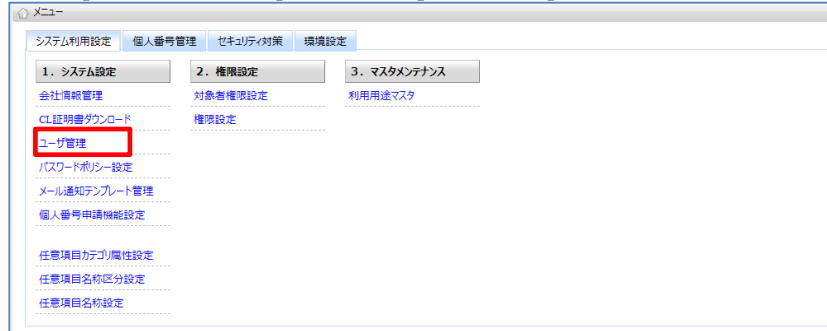 メニュー
システム利用設定 個人番号管理 セキュリティ対策 環境設定
1. システム設定 2. 権限設定 3. マスタメンテナンス
会社情報管理 対象者権限設定 利用用途マスタ
CL証明書ダウンロード 権限設定
ユーザ管理
パスワードポリシー設定
メール通知テンプレート管理
個人番号申請機能設定
任意項目カテゴリ属性設定
任意項目名称区分設定
任意項目名称設定